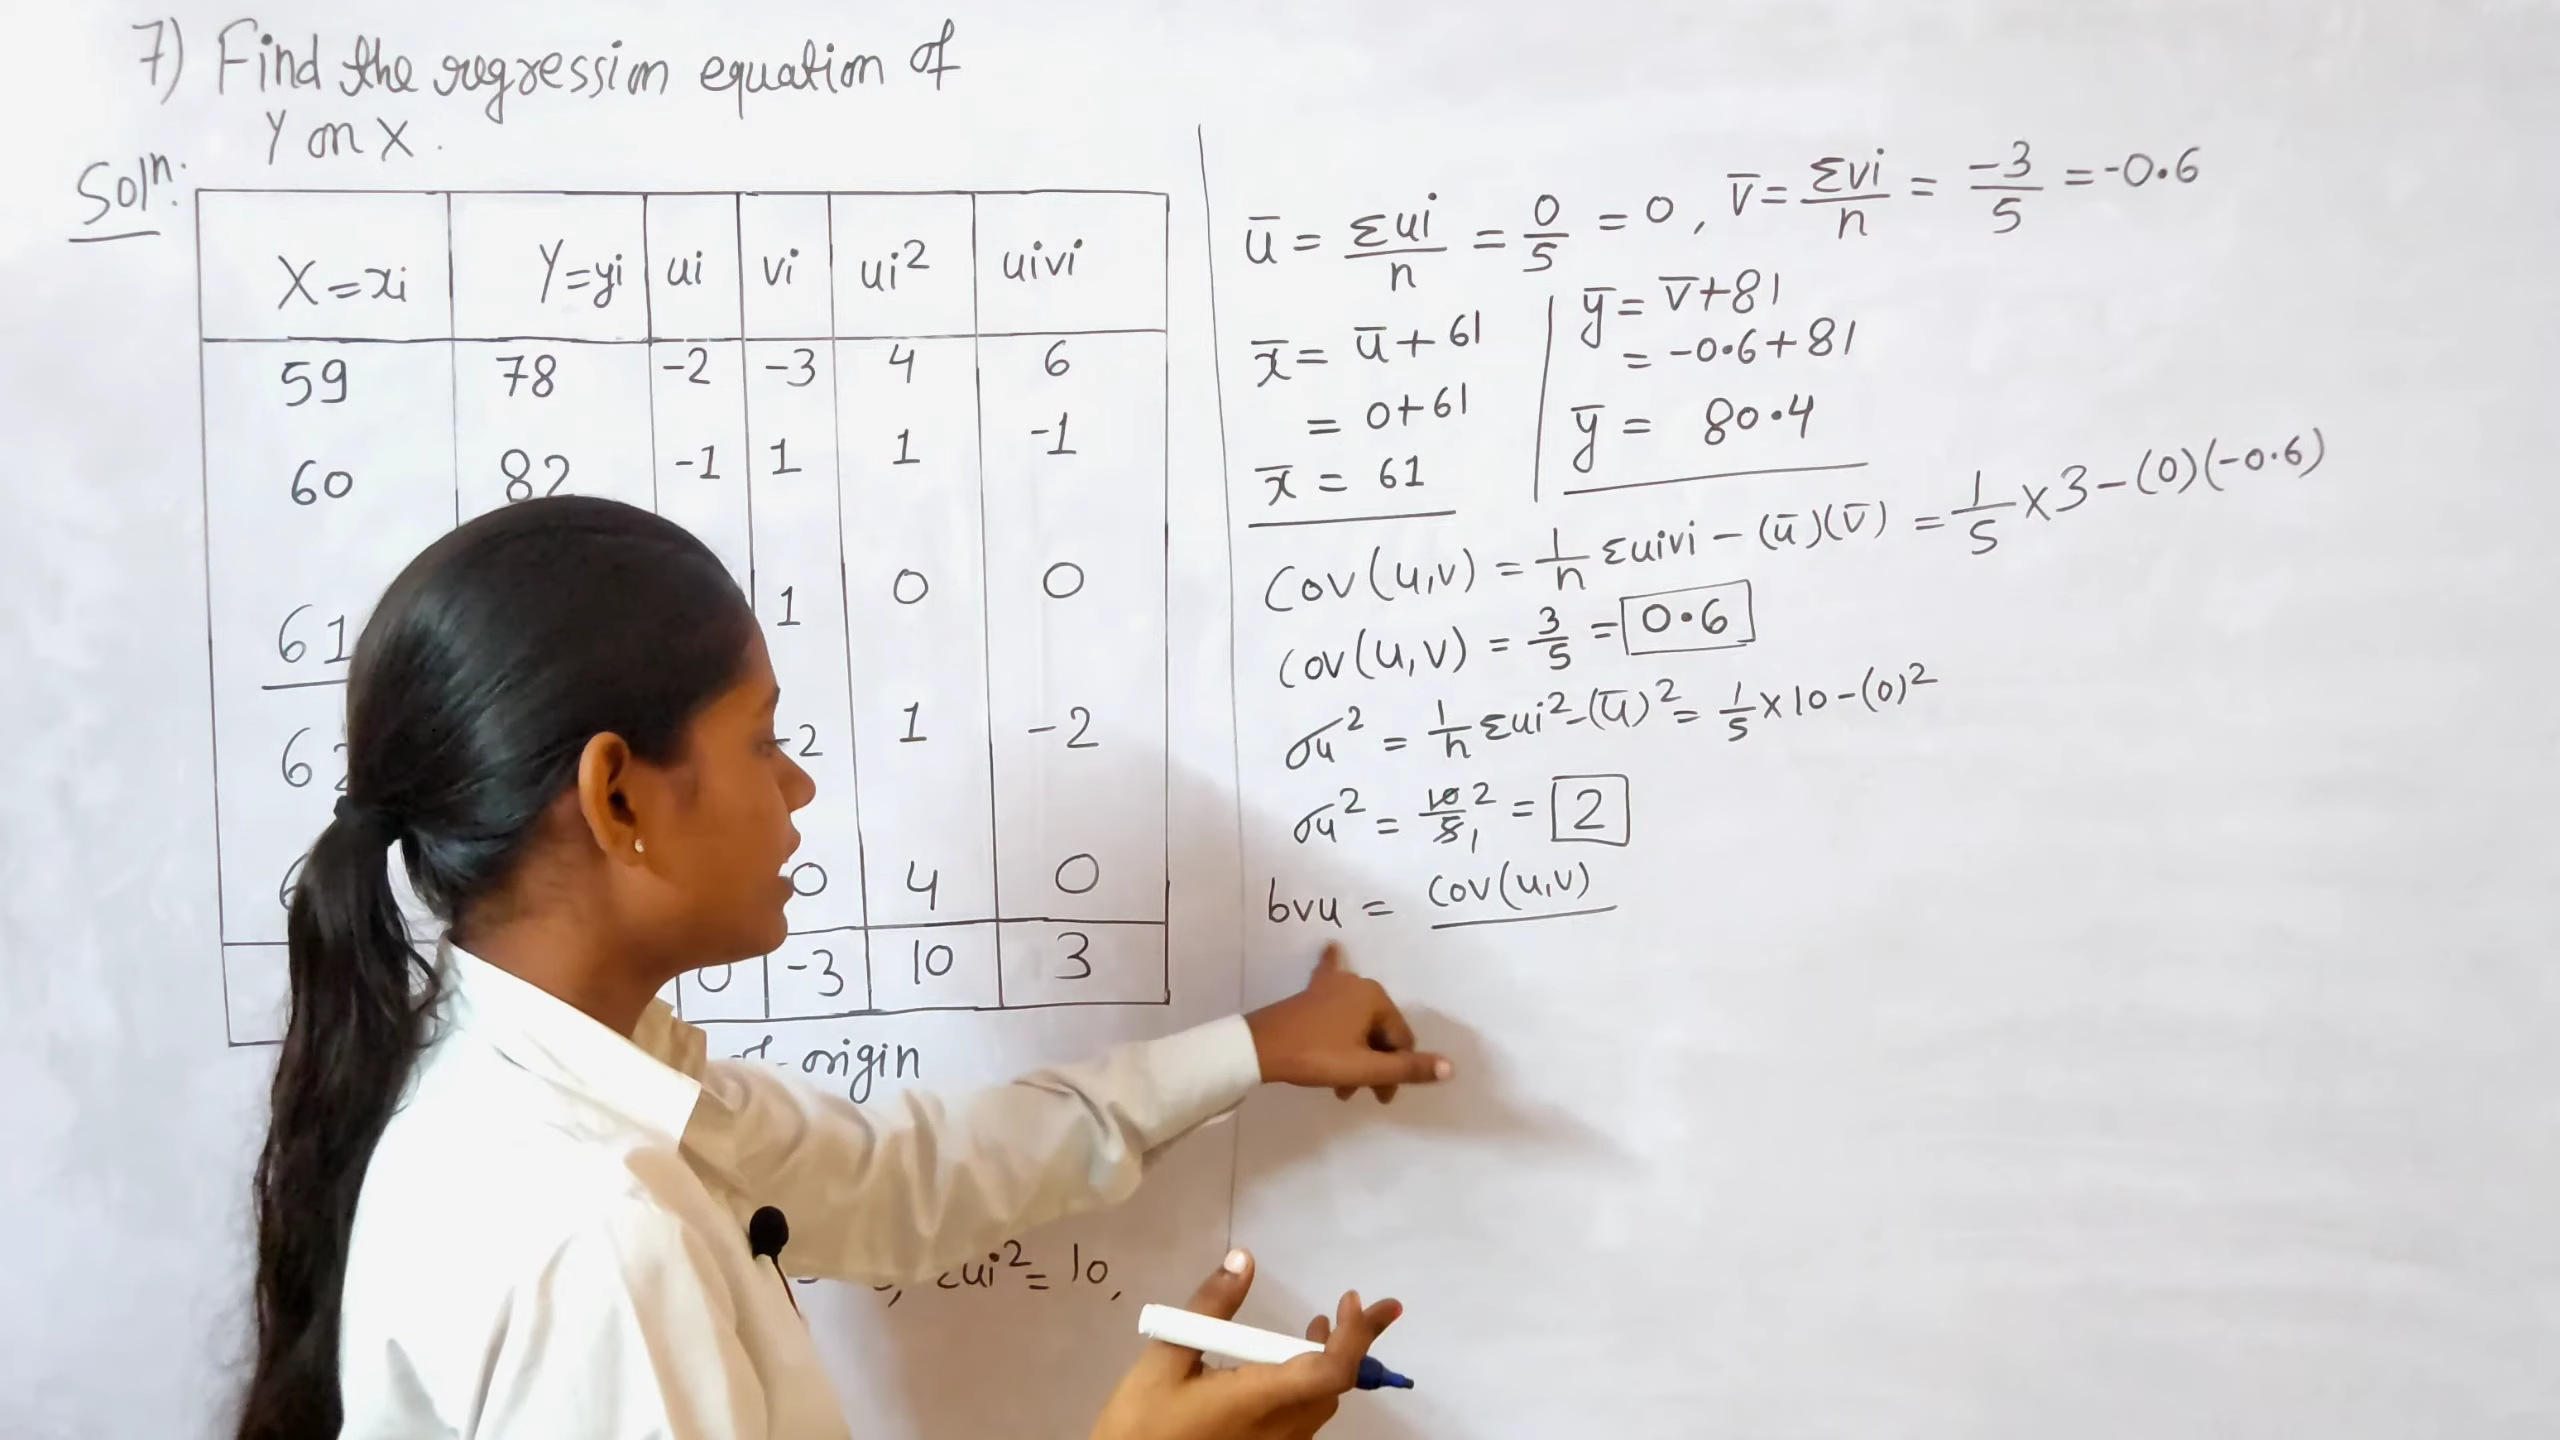 7) Find the regression equation of
Y on X.
Solⁿ:
X=xi Y=yi ui vi ui² uivi
59 78 -2 -3 4 6
60 82 -1 1 1 -1
61 1 0 0
6 -2 1 -2
0 4 0
0 -3 10 3
origin
ui²= 10,
ū = Σui/n = 0/5 = 0, v̄ = Σvi/n = -3/5 = -0.6
x̄ = ū + 61
= 0+61
x̄ = 61
ȳ = v̄+81
= -0.6+81
ȳ = 80.4
Cov(u,v) = 1/n Σuivi - (ū)(v̄) = 1/5 × 3 - (0)(-0.6)
Cov(u,v) = 3/5 = 0.6
σu² = 1/n Σui² - (ū)² = 1/5 × 10 - (0)²
σu² = 10/5 2/1 = 2
bvu = Cov(u,v)